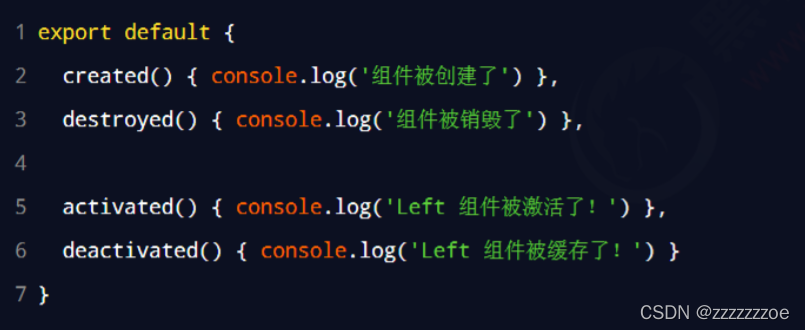 1 export default {
2 created() { console.log('组件被创建了') },
3 destroyed() { console.log('组件被销毁了') },
4
5 activated() { console.log('Left 组件被激活了!') },
6 deactivated() { console.log('Left 组件被缓存了!') }
7 }
CSDN @zzzzzzzoe